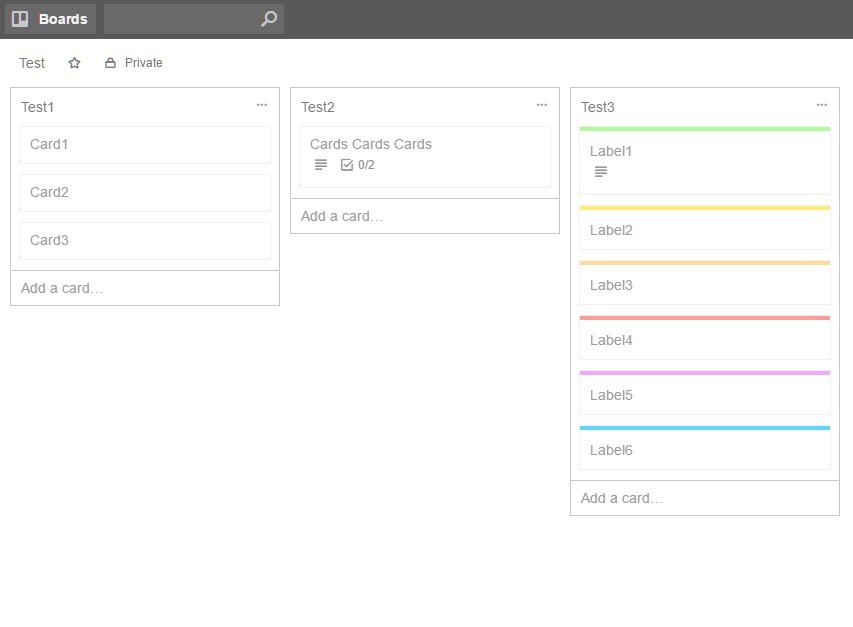 Boards
Test Private
Test1
Card1
Card2
Card3
Add a card...
Test2
Cards Cards Cards
0/2
Add a card...
Test3
Label1
Label2
Label3
Label4
Label5
Label6
Add a card...